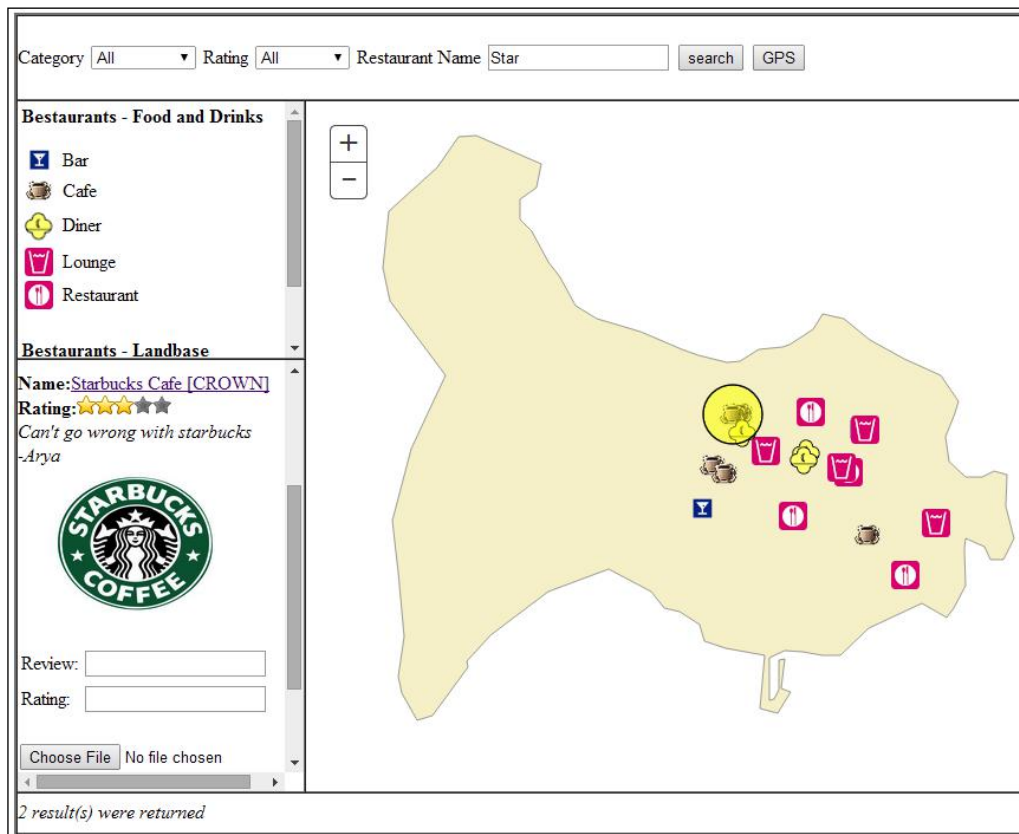 Category All Rating All Restaurant Name Star search GPS
Bestaurants - Food and Drinks
Bar
Cafe
Diner
Lounge
Restaurant
Bestaurants - Landbase
Name:Starbucks Cafe [CROWN]
Rating:
Can't go wrong with starbucks
-Arya
STARBUCKS
COFFEE
Review:
Rating:
Choose File No file chosen
2 result(s) were returned
+
−